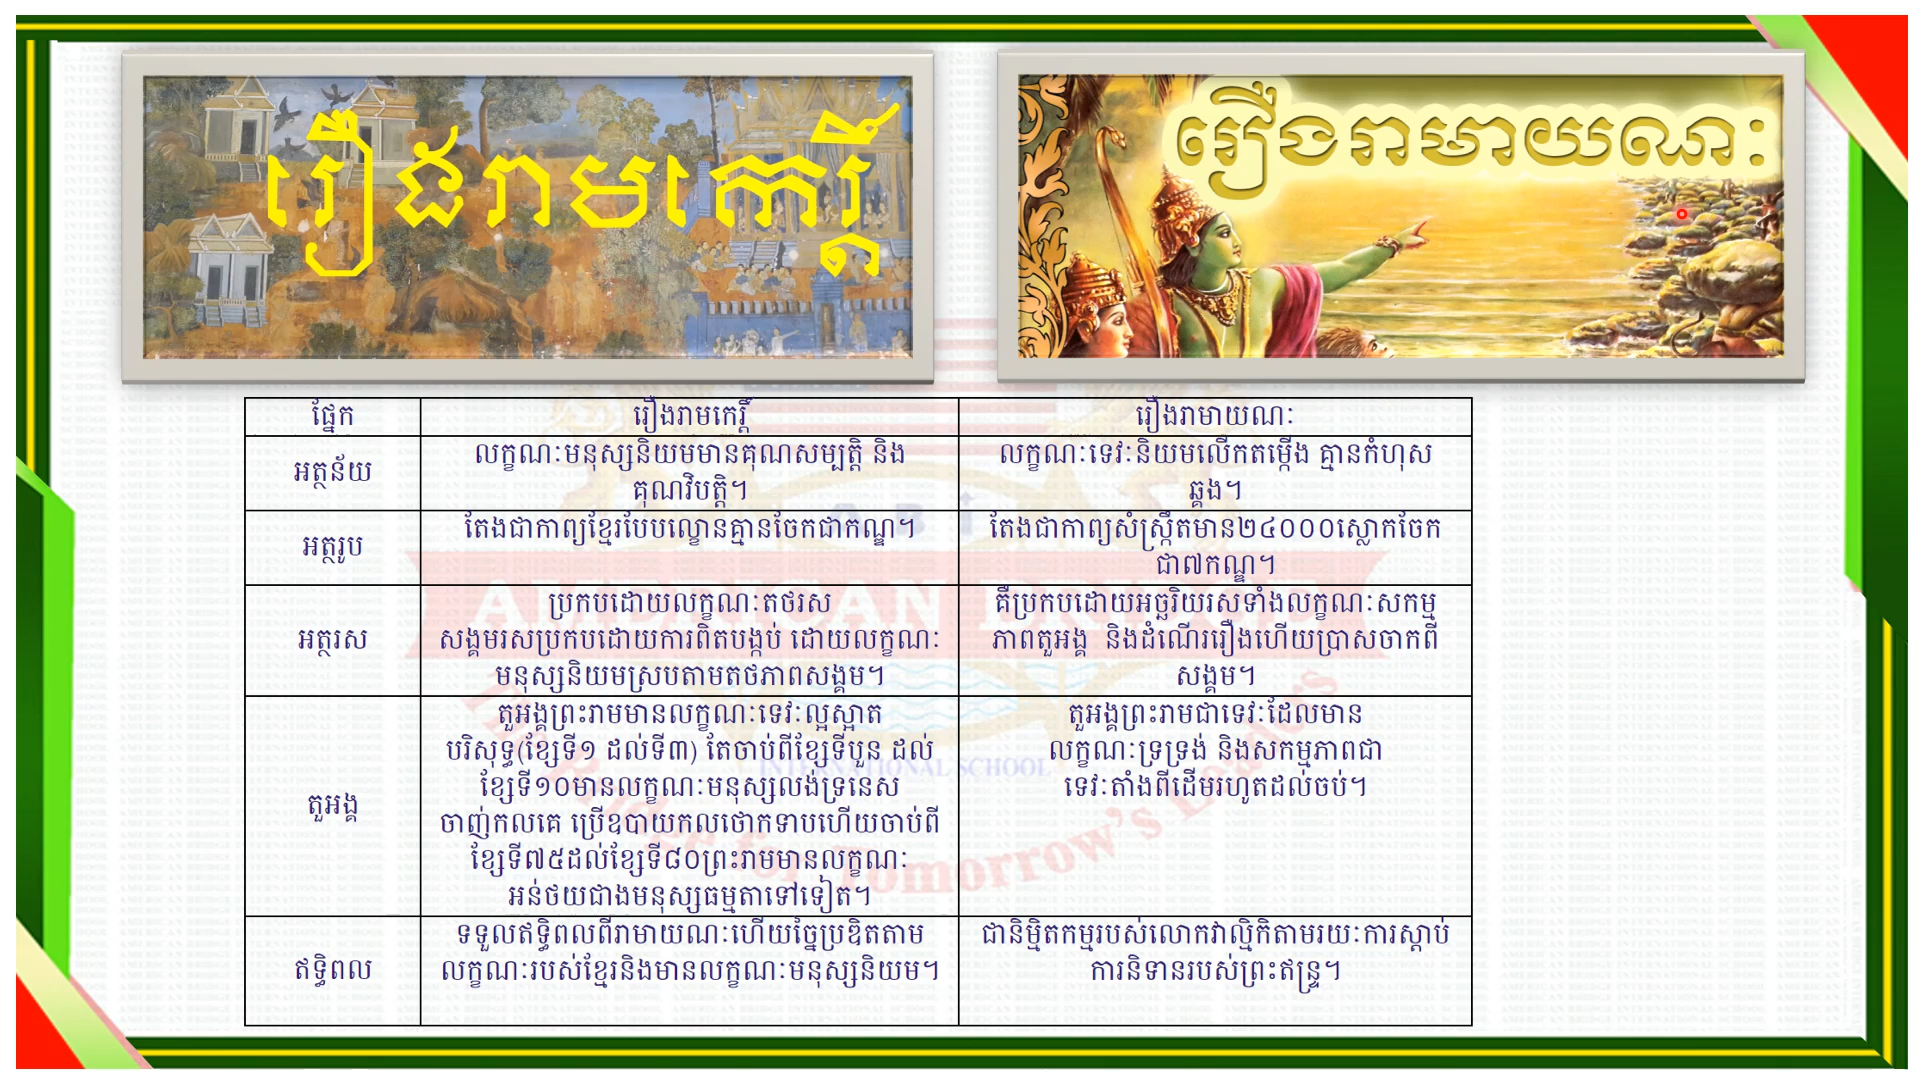 រឿងរាមកេរ្តិ៍
រឿងរាមាយណៈ
ផ្នែក
រឿងរាមកេរ្តិ៍
រឿងរាមាយណៈ
អត្ថន័យ
លក្ខណៈមនុស្សនិយមមានគុណសម្បត្តិ និង
គុណវិបត្តិ។
លក្ខណៈទេវៈនិយមលើកតម្កើង គ្មានកំហុស
ឆ្គង។
អត្ថរូប
តែងជាកាព្យខ្មែរបែបល្ខោនគ្មានចែកជាកណ្ឌ។
តែងជាកាព្យសំស្ក្រឹតមាន២៤០០០ស្លោកចែក
ជា៧កណ្ឌ។
អត្ថរស
ប្រកបដោយលក្ខណៈតថរស
សង្គមរសប្រកបដោយការពិតបង្កប់ ដោយលក្ខណៈ
មនុស្សនិយមស្របតាមតថភាពសង្គម។
គឺប្រកបដោយអច្ឆរិយរសទាំងលក្ខណៈសកម្ម
ភាពតួអង្គ និងដំណើររឿងហើយប្រាសចាកពី
សង្គម។
តួអង្គ
តួអង្គព្រះរាមមានលក្ខណៈទេវៈល្អស្អាត
បរិសុទ្ធ(ខ្សែទី១ ដល់ទី៣) តែចាប់ពីខ្សែទីបួន ដល់
ខ្សែទី១០មានលក្ខណៈមនុស្សលង់ទ្រនេស
ចាញ់កលគេ ប្រើឧបាយកលថោកទាបហើយចាប់ពី
ខ្សែទី៧៥ដល់ខ្សែទី៨០ព្រះរាមមានលក្ខណៈ
អន់ថយជាងមនុស្សធម្មតាទៅទៀត។
តួអង្គព្រះរាមជាទេវៈដែលមាន
លក្ខណៈទ្រទ្រង់ និងសកម្មភាពជា
ទេវៈតាំងពីដើមរហូតដល់ចប់។
ឥទ្ធិពល
ទទួលឥទ្ធិពលពីរាមាយណៈហើយច្នៃប្រឌិតតាម
លក្ខណៈរបស់ខ្មែរនិងមានលក្ខណៈមនុស្សនិយម។
ជានិម្មិតកម្មរបស់លោកវាល្មិកិតាមរយៈការស្តាប់
ការនិទានរបស់ព្រះឥន្ទ្រ។
AMERICAN BRIDGE
INTERNATIONAL SCHOOL